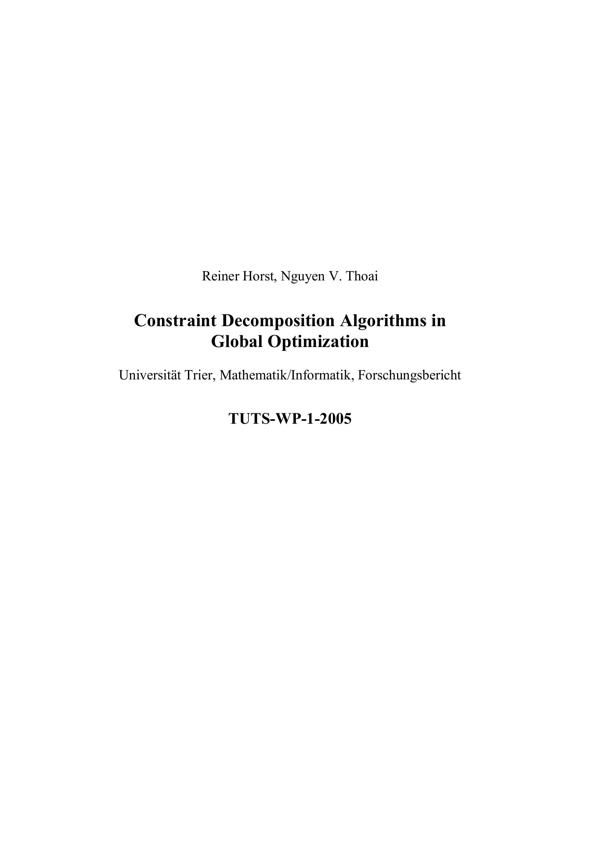 Reiner Horst, Nguyen V. Thoai
Constraint Decomposition Algorithms in
Global Optimization
Universität Trier, Mathematik/Informatik, Forschungsbericht
TUTS-WP-1-2005